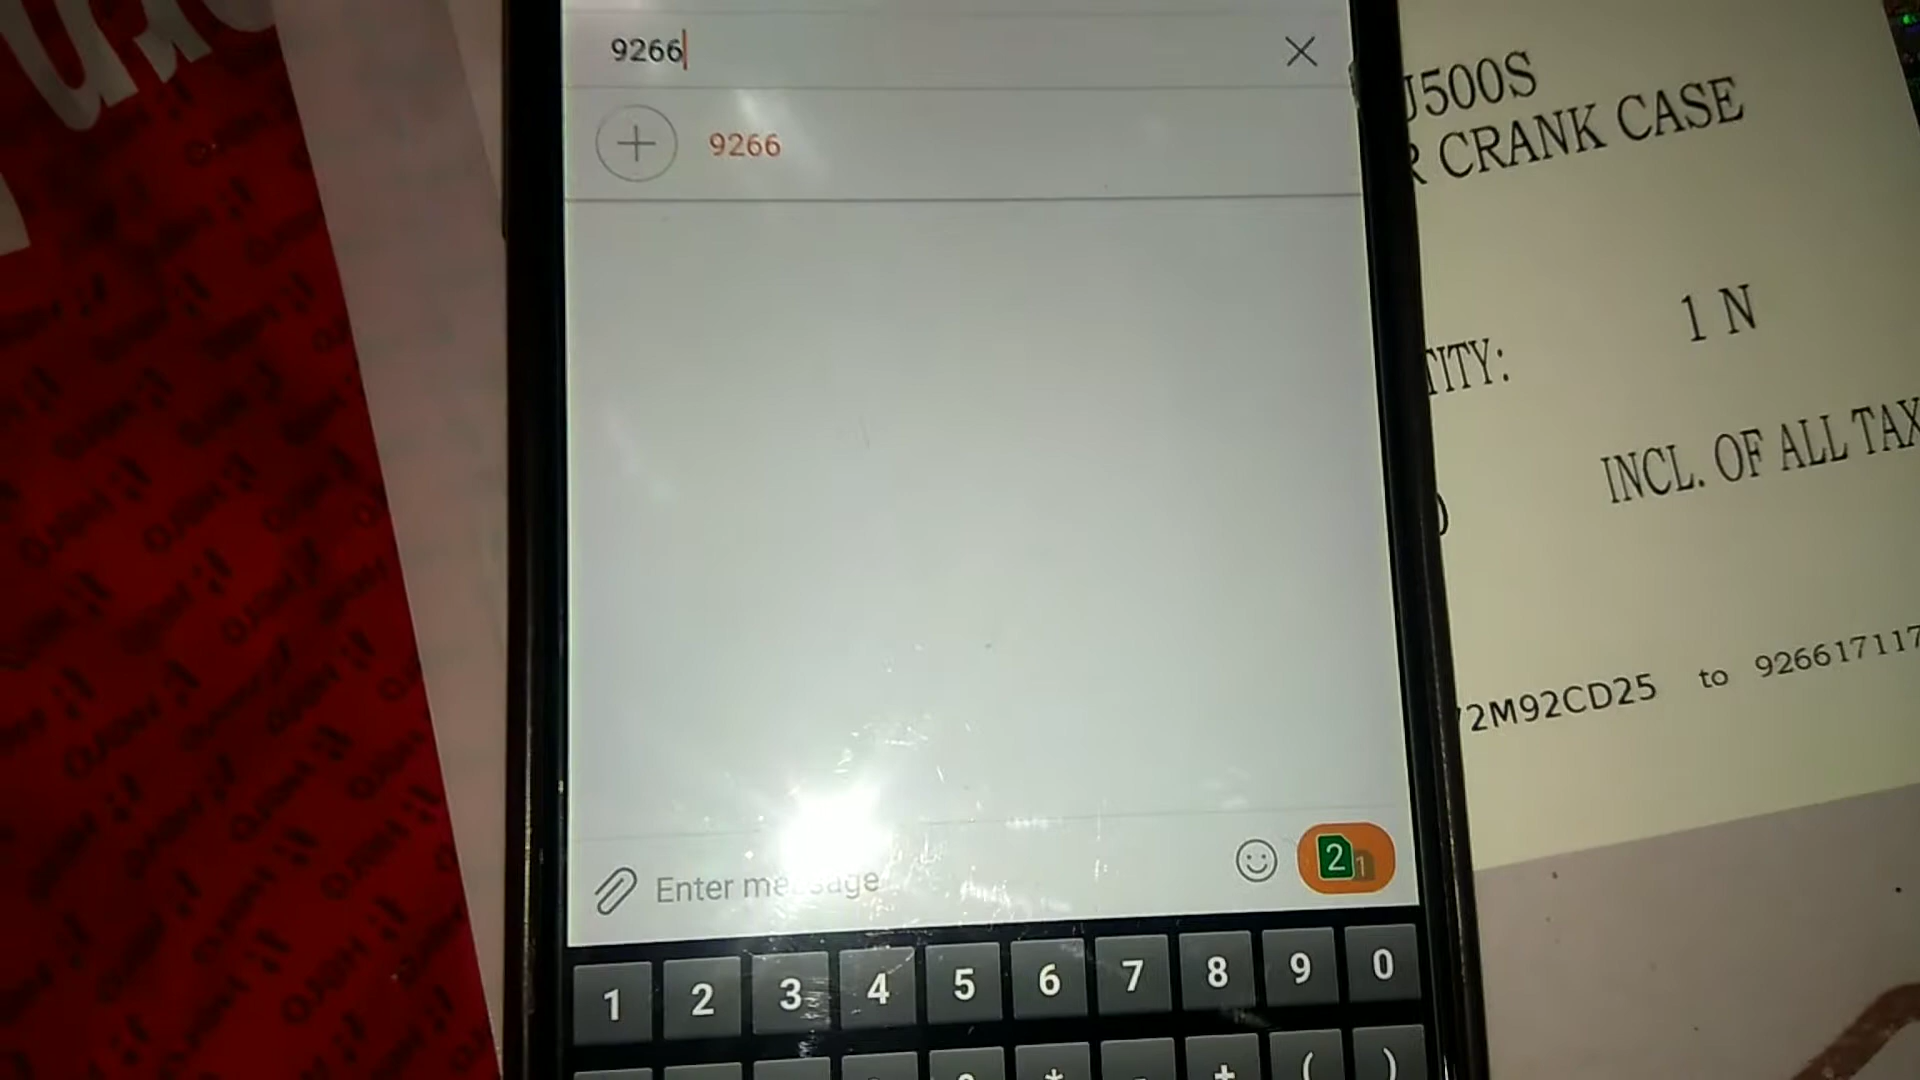 9266
9266
Enter message
2 1
1 2 3 4 5 6 7 8 9 0
* - + ( )
J500S
R CRANK CASE
1 N
TITY:
INCL. OF ALL TAX
2M92CD25 to 926617117
HERO